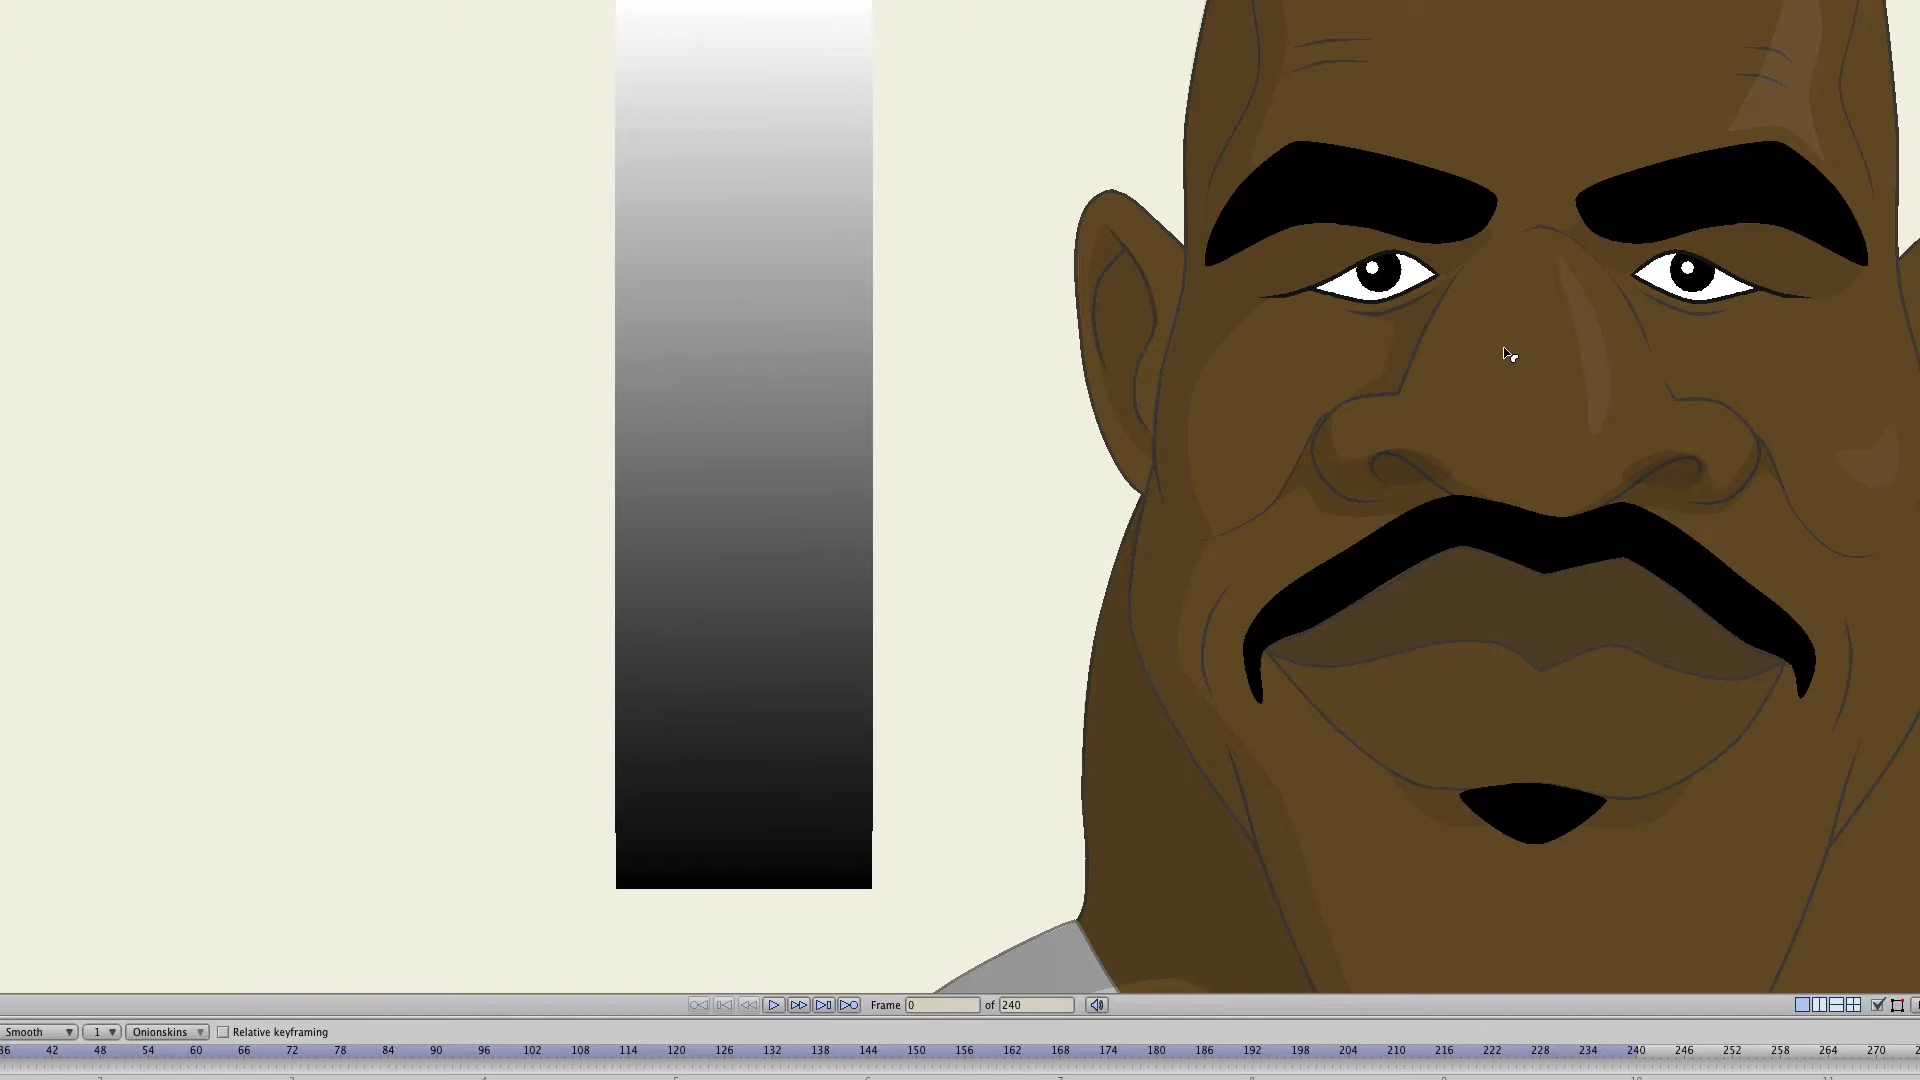 Frame 0 of 240
Smooth 1 Onionskins Relative keyframing
36 42 48 54 60 66 72 78 84 90 96 102 108 114 120 126 132 138 144 150 156 162 168 174 180 186 192 198 204 210 216 222 228 234 240 246 252 258 264 270